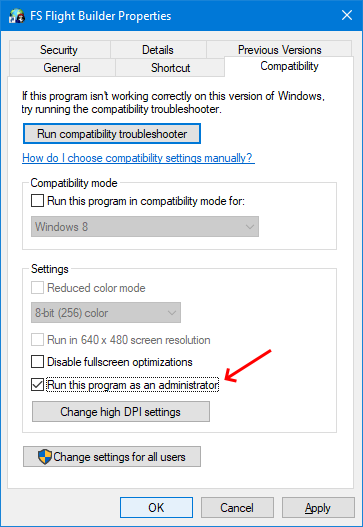 FS Flight Builder Properties
Security Details Previous Versions
General Shortcut Compatibility
If this program isn't working correctly on this version of Windows,
try running the compatibility troubleshooter.
Run compatibility troubleshooter
How do I choose compatibility settings manually?
Compatibility mode
Run this program in compatibility mode for:
Windows 8
Settings
Reduced color mode
8-bit (256) color
Run in 640 x 480 screen resolution
Disable fullscreen optimizations
Run this program as an administrator
Change high DPI settings
Change settings for all users
OK Cancel Apply